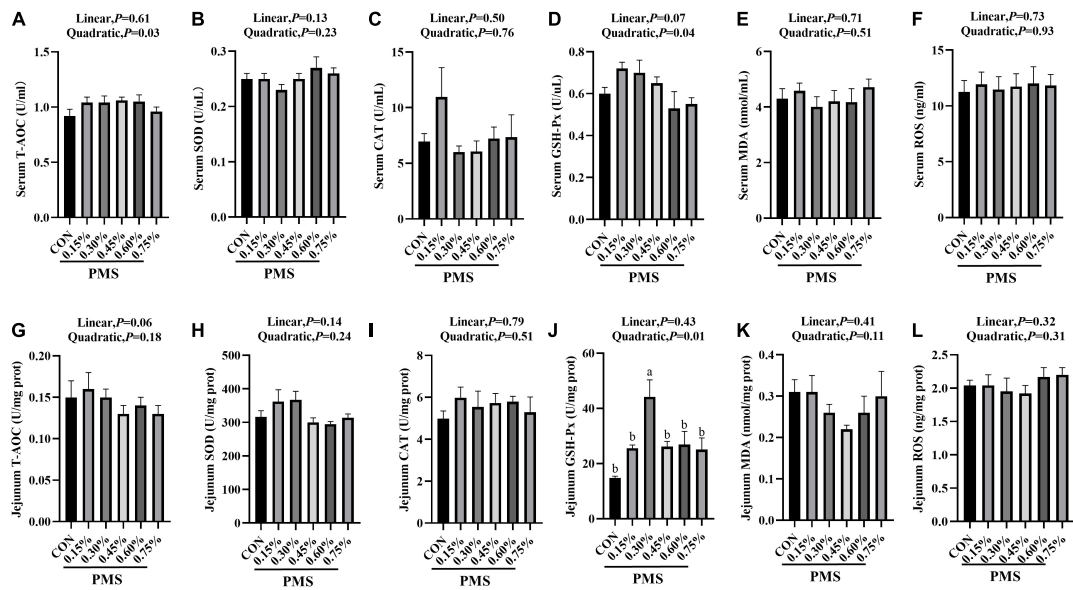 A
Linear,P=0.61
Quadratic,P=0.03
Serum T-AOC (U/ml)
1.5
1.0
0.5
0.0
CON
0.15%
0.30%
0.45%
0.60%
0.75%
PMS
B
Linear,P=0.13
Quadratic,P=0.23
Serum SOD (U/uL)
0.3
0.2
0.1
0.0
CON
0.15%
0.30%
0.45%
0.60%
0.75%
PMS
C
Linear,P=0.50
Quadratic,P=0.76
Serum CAT (U/mL)
15
10
5
0
CON
0.15%
0.30%
0.45%
0.60%
0.75%
PMS
D
Linear,P=0.07
Quadratic,P=0.04
Serum GSH-Px (U/uL)
0.8
0.6
0.4
0.2
0.0
CON
0.15%
0.30%
0.45%
0.60%
0.75%
PMS
E
Linear,P=0.71
Quadratic,P=0.51
Serum MDA (nmol/mL)
6
4
2
0
CON
0.15%
0.30%
0.45%
0.60%
0.75%
PMS
F
Linear,P=0.73
Quadratic,P=0.93
Serum ROS (ng/ml)
15
10
5
0
CON
0.15%
0.30%
0.45%
0.60%
0.75%
PMS
G
Linear,P=0.06
Quadratic,P=0.18
Jejunum T-AOC (U/mg prot)
0.20
0.15
0.10
0.05
0.00
CON
0.15%
0.30%
0.45%
0.60%
0.75%
PMS
H
Linear,P=0.14
Quadratic,P=0.24
Jejunum SOD (U/mg prot)
500
400
300
200
100
0
CON
0.15%
0.30%
0.45%
0.60%
0.75%
PMS
I
Linear,P=0.79
Quadratic,P=0.51
Jejunum CAT (U/mg prot)
8
6
4
2
0
CON
0.15%
0.30%
0.45%
0.60%
0.75%
PMS
J
Linear,P=0.43
Quadratic,P=0.01
Jejunum GSH-Px (U/mg prot)
60
40
20
0
b
b
a
b
b
b
CON
0.15%
0.30%
0.45%
0.60%
0.75%
PMS
K
Linear,P=0.41
Quadratic,P=0.11
Jejunum MDA (nmol/mg prot)
0.4
0.3
0.2
0.1
0.0
CON
0.15%
0.30%
0.45%
0.60%
0.75%
PMS
L
Linear,P=0.32
Quadratic,P=0.31
Jejunum ROS (ng/mg prot)
2.5
2.0
1.5
1.0
0.5
0.0
CON
0.15%
0.30%
0.45%
0.60%
0.75%
PMS